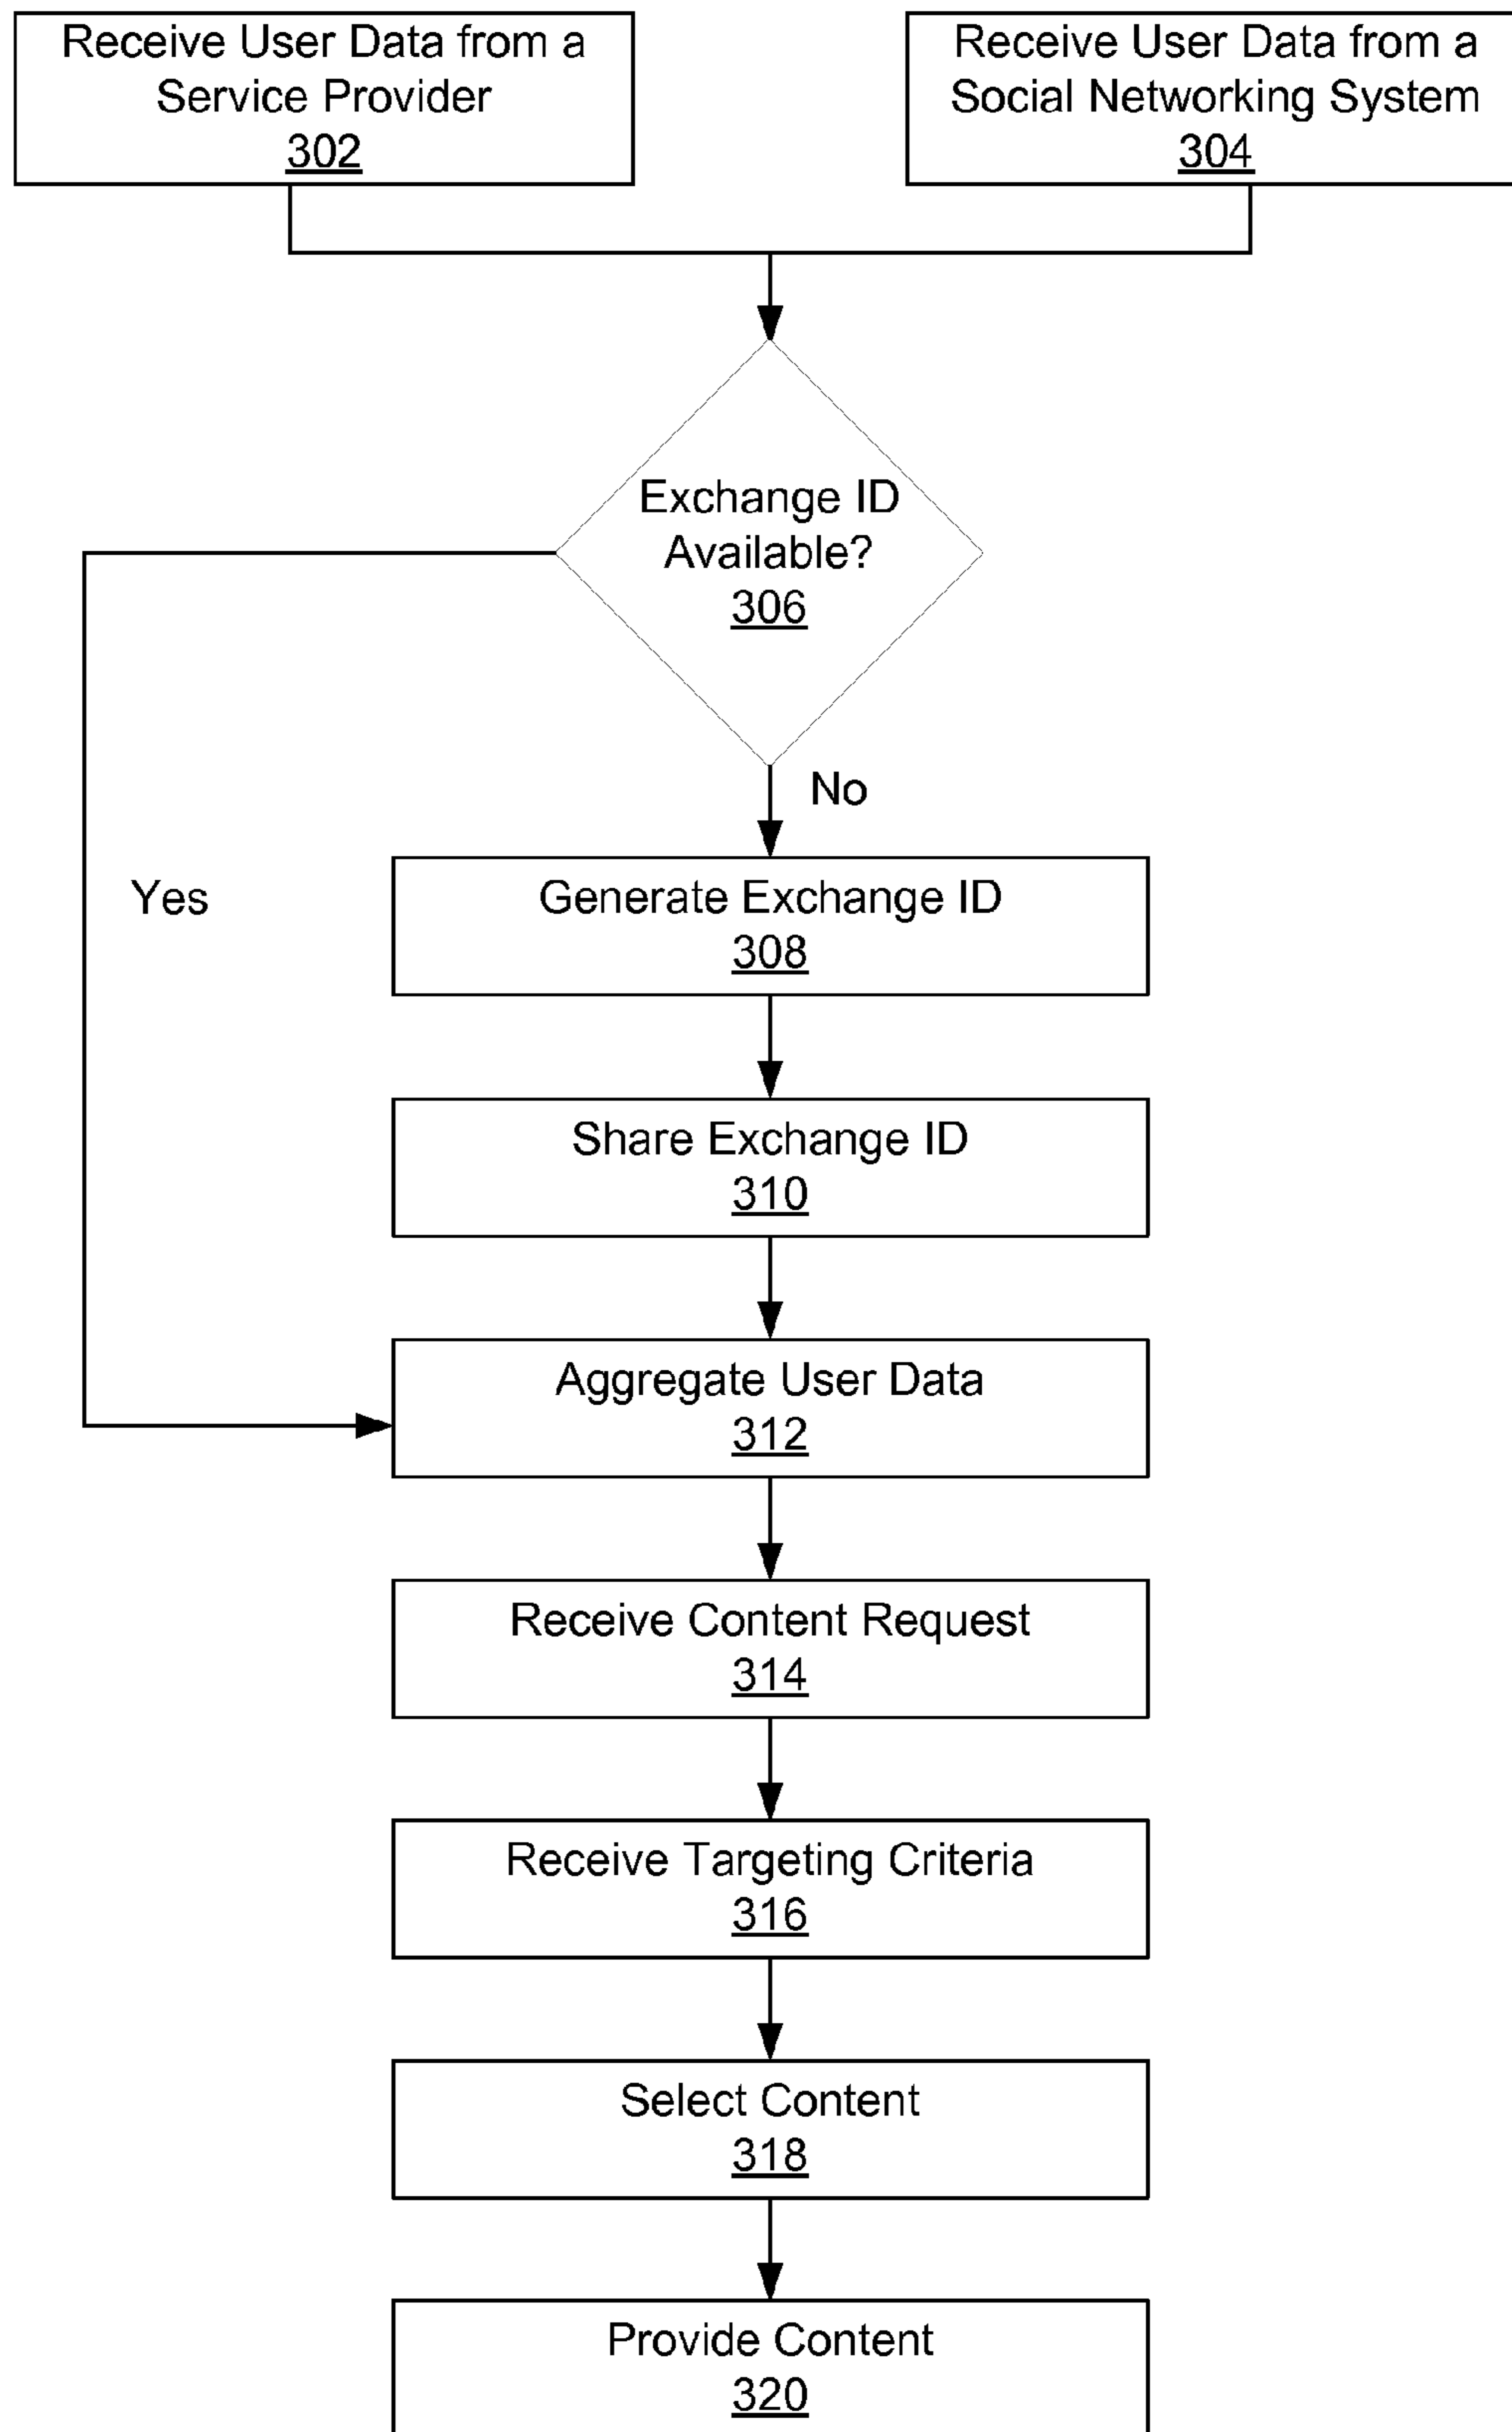 Receive User Data from a
Service Provider
302
Receive User Data from a
Social Networking System
304
Exchange ID
Available?
306
No
Yes
Generate Exchange ID
308
Share Exchange ID
310
Aggregate User Data
312
Receive Content Request
314
Receive Targeting Criteria
316
Select Content
318
Provide Content
320